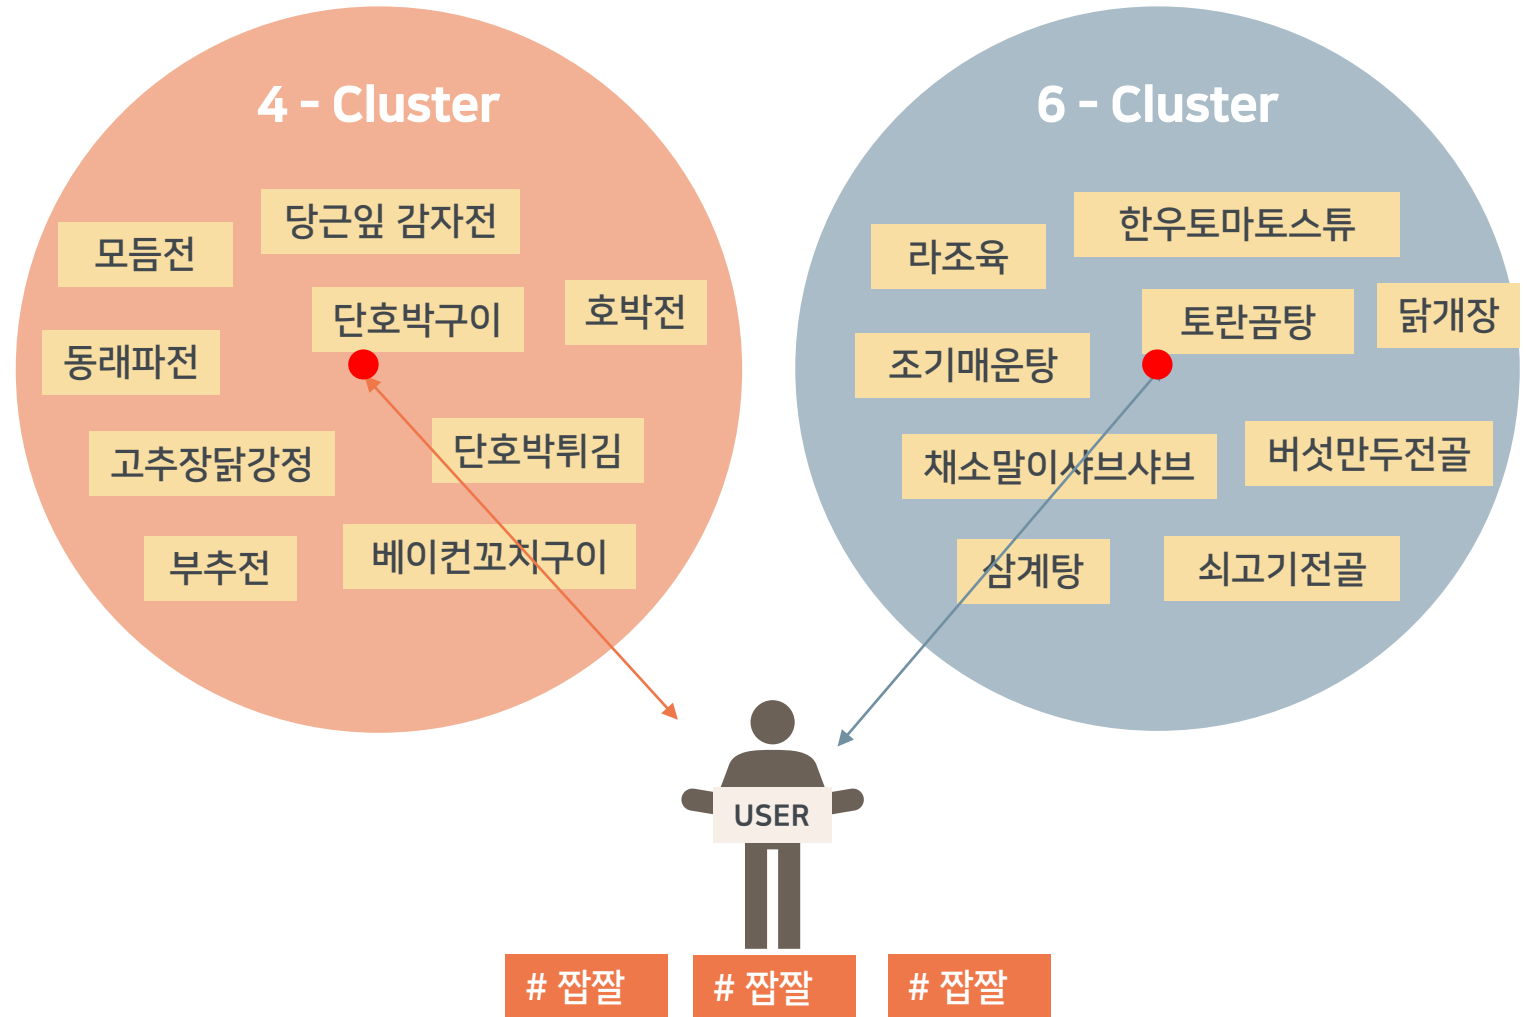 4 - Cluster
당근잎 감자전
모듬전
단호박구이
호박전
동래파전
고추장닭강정
단호박튀김
부추전
베이컨꼬치구이
6 - Cluster
한우토마토스튜
라조육
토란곰탕
닭개장
조기매운탕
채소말이샤브샤브
버섯만두전골
삼계탕
쇠고기전골
USER
# 짭짤
# 짭짤
# 짭짤